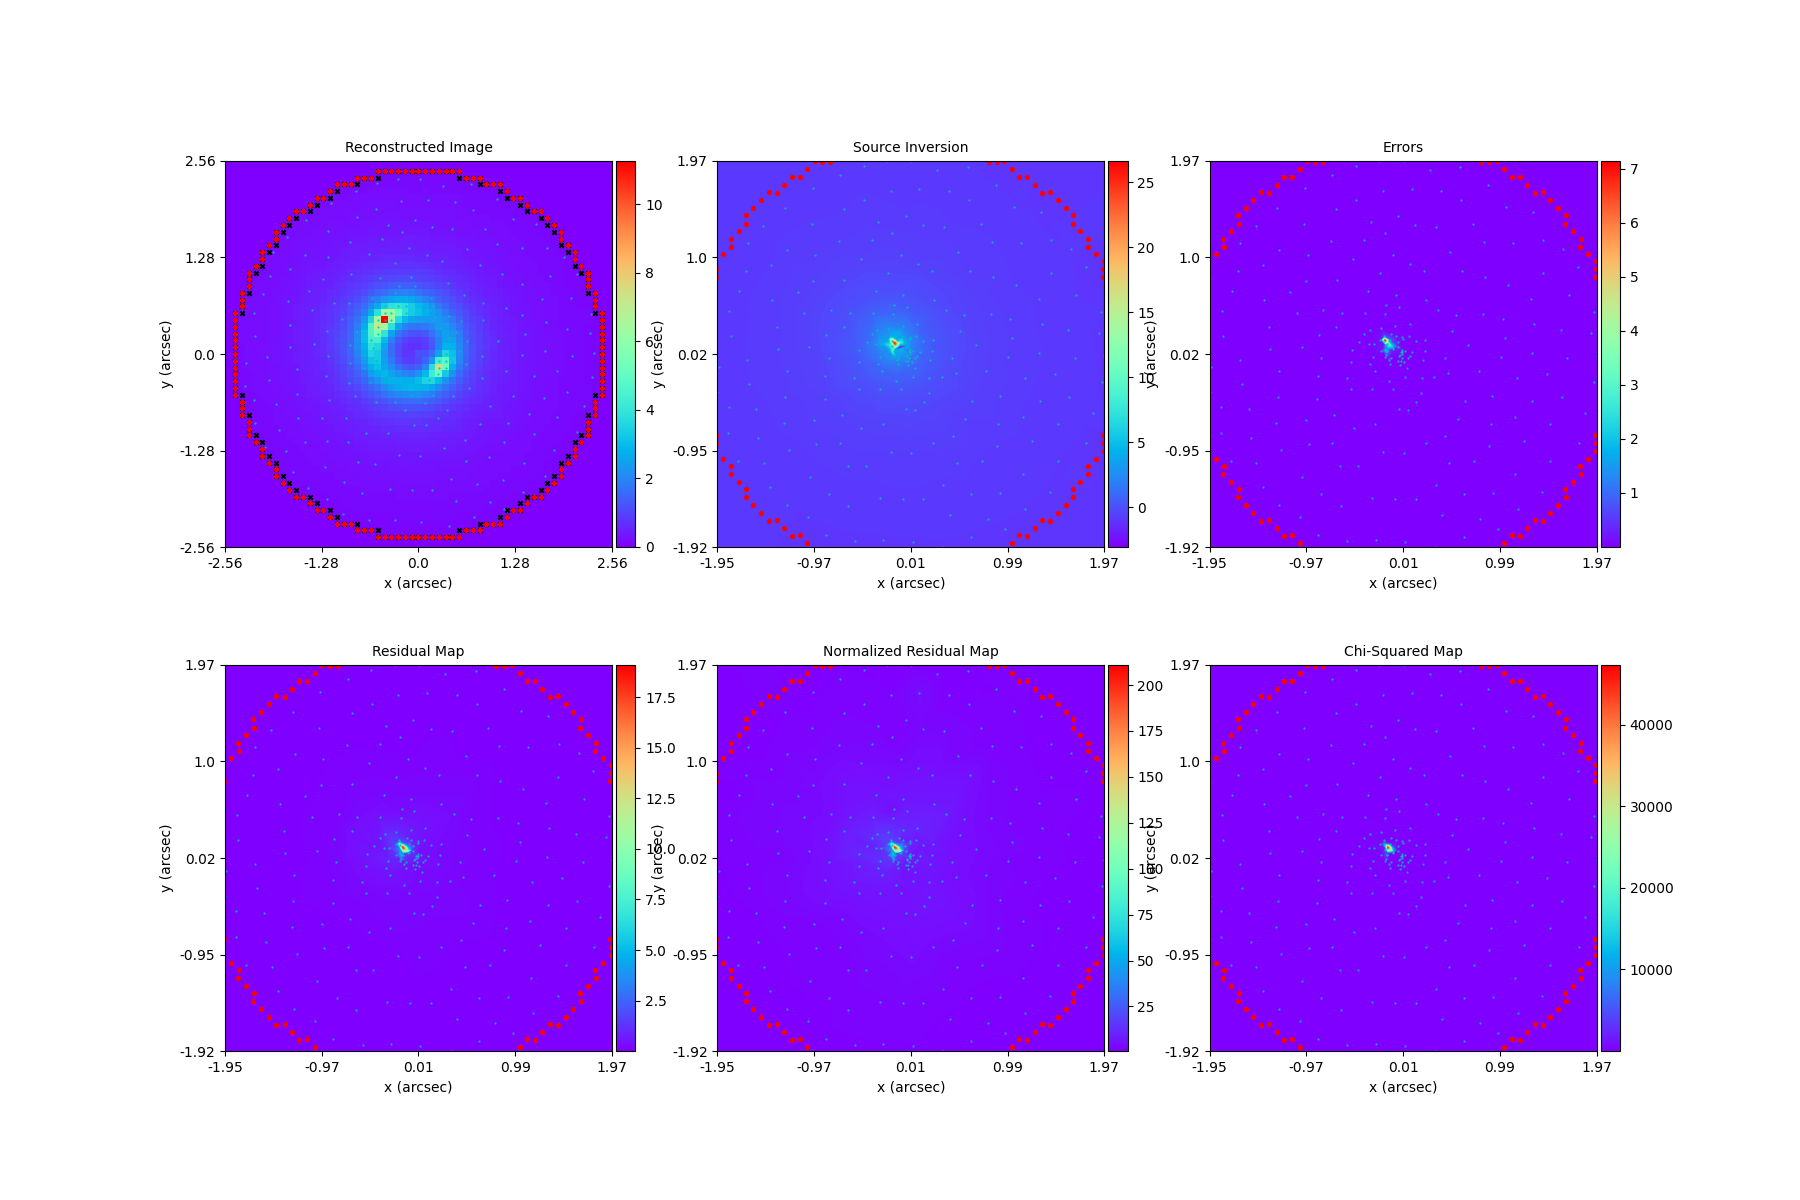 Reconstructed Image
2.56
1.28
0.0
-1.28
-2.56
y (arcsec)
-2.56 -1.28 0.0 1.28 2.56
x (arcsec)
10
8
6
4
2
0
Source Inversion
1.97
1.0
0.02
-0.95
-1.92
y (arcsec)
-1.95 -0.97 0.01 0.99 1.97
x (arcsec)
25
20
15
10
5
0
Errors
1.97
1.0
0.02
-0.95
-1.92
y (arcsec)
-1.95 -0.97 0.01 0.99 1.97
x (arcsec)
7
6
5
4
3
2
1
Residual Map
1.97
1.0
0.02
-0.95
-1.92
y (arcsec)
-1.95 -0.97 0.01 0.99 1.97
x (arcsec)
17.5
15.0
12.5
10.0
7.5
5.0
2.5
Normalized Residual Map
1.97
1.0
0.02
-0.95
-1.92
y (arcsec)
-1.95 -0.97 0.01 0.99 1.97
x (arcsec)
200
175
150
125
100
75
50
25
Chi-Squared Map
1.97
1.0
0.02
-0.95
-1.92
y (arcsec)
-1.95 -0.97 0.01 0.99 1.97
x (arcsec)
40000
30000
20000
10000